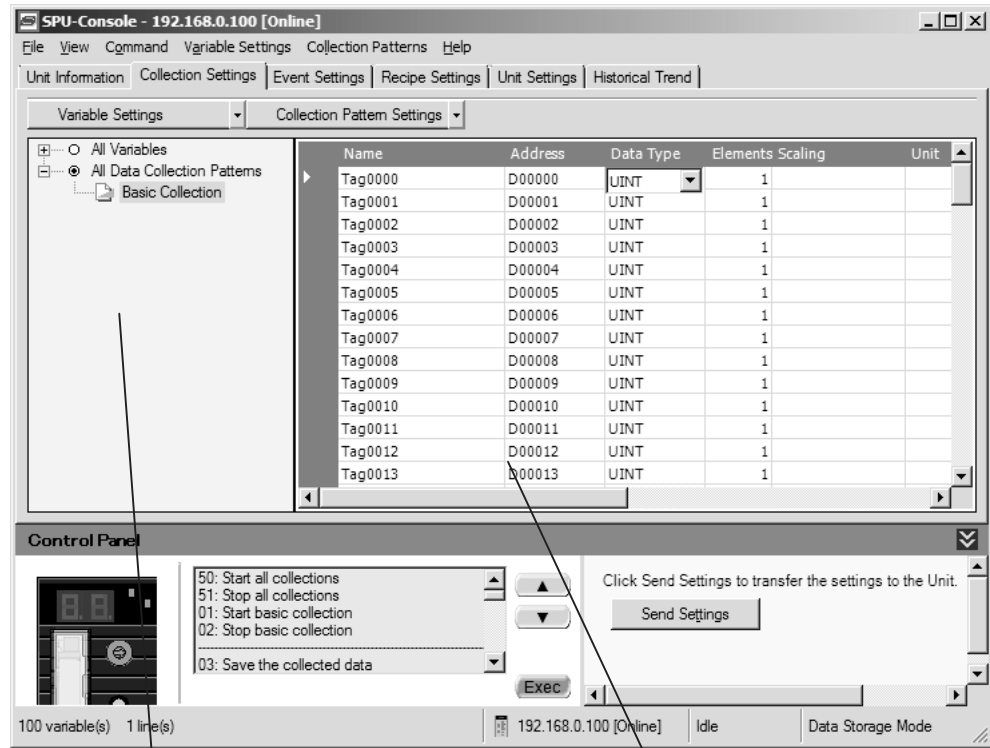 SPU-Console - 192.168.0.100 [Online]
File View Command Variable Settings Collection Patterns Help
Unit Information Collection Settings Event Settings Recipe Settings Unit Settings Historical Trend
Variable Settings Collection Pattern Settings
All Variables
All Data Collection Patterns
Basic Collection
Name Address Data Type Elements Scaling Unit
Tag0000 D00000 UINT 1
Tag0001 D00001 UINT 1
Tag0002 D00002 UINT 1
Tag0003 D00003 UINT 1
Tag0004 D00004 UINT 1
Tag0005 D00005 UINT 1
Tag0006 D00006 UINT 1
Tag0007 D00007 UINT 1
Tag0008 D00008 UINT 1
Tag0009 D00009 UINT 1
Tag0010 D00010 UINT 1
Tag0011 D00011 UINT 1
Tag0012 D00012 UINT 1
Tag0013 D00013 UINT 1
Control Panel
8.8.
50: Start all collections
51: Stop all collections
01: Start basic collection
02: Stop basic collection
03: Save the collected data
Exec
Click Send Settings to transfer the settings to the Unit.
Send Settings
100 variable(s) 1 line(s) 192.168.0.100 [Online] Idle Data Storage Mode